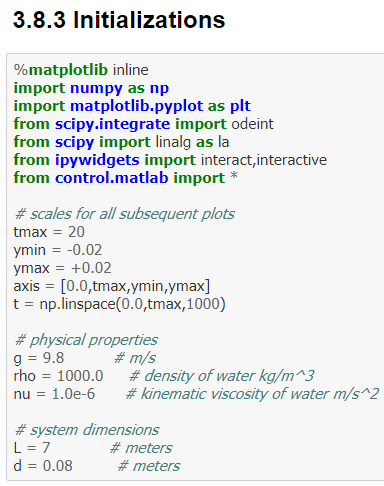 3.8.3 Initializations
%matplotlib inline
import numpy as np
import matplotlib.pyplot as plt
from scipy.integrate import odeint
from scipy import linalg as la
from ipywidgets import interact,interactive
from control.matlab import *
# scales for all subsequent plots
tmax = 20
ymin = -0.02
ymax = +0.02
axis = [0.0,tmax,ymin,ymax]
t = np.linspace(0.0,tmax,1000)
# physical properties
g = 9.8 # m/s
rho = 1000.0 # density of water kg/m^3
nu = 1.0e-6 # kinematic viscosity of water m/s^2
# system dimensions
L = 7 # meters
d = 0.08 # meters